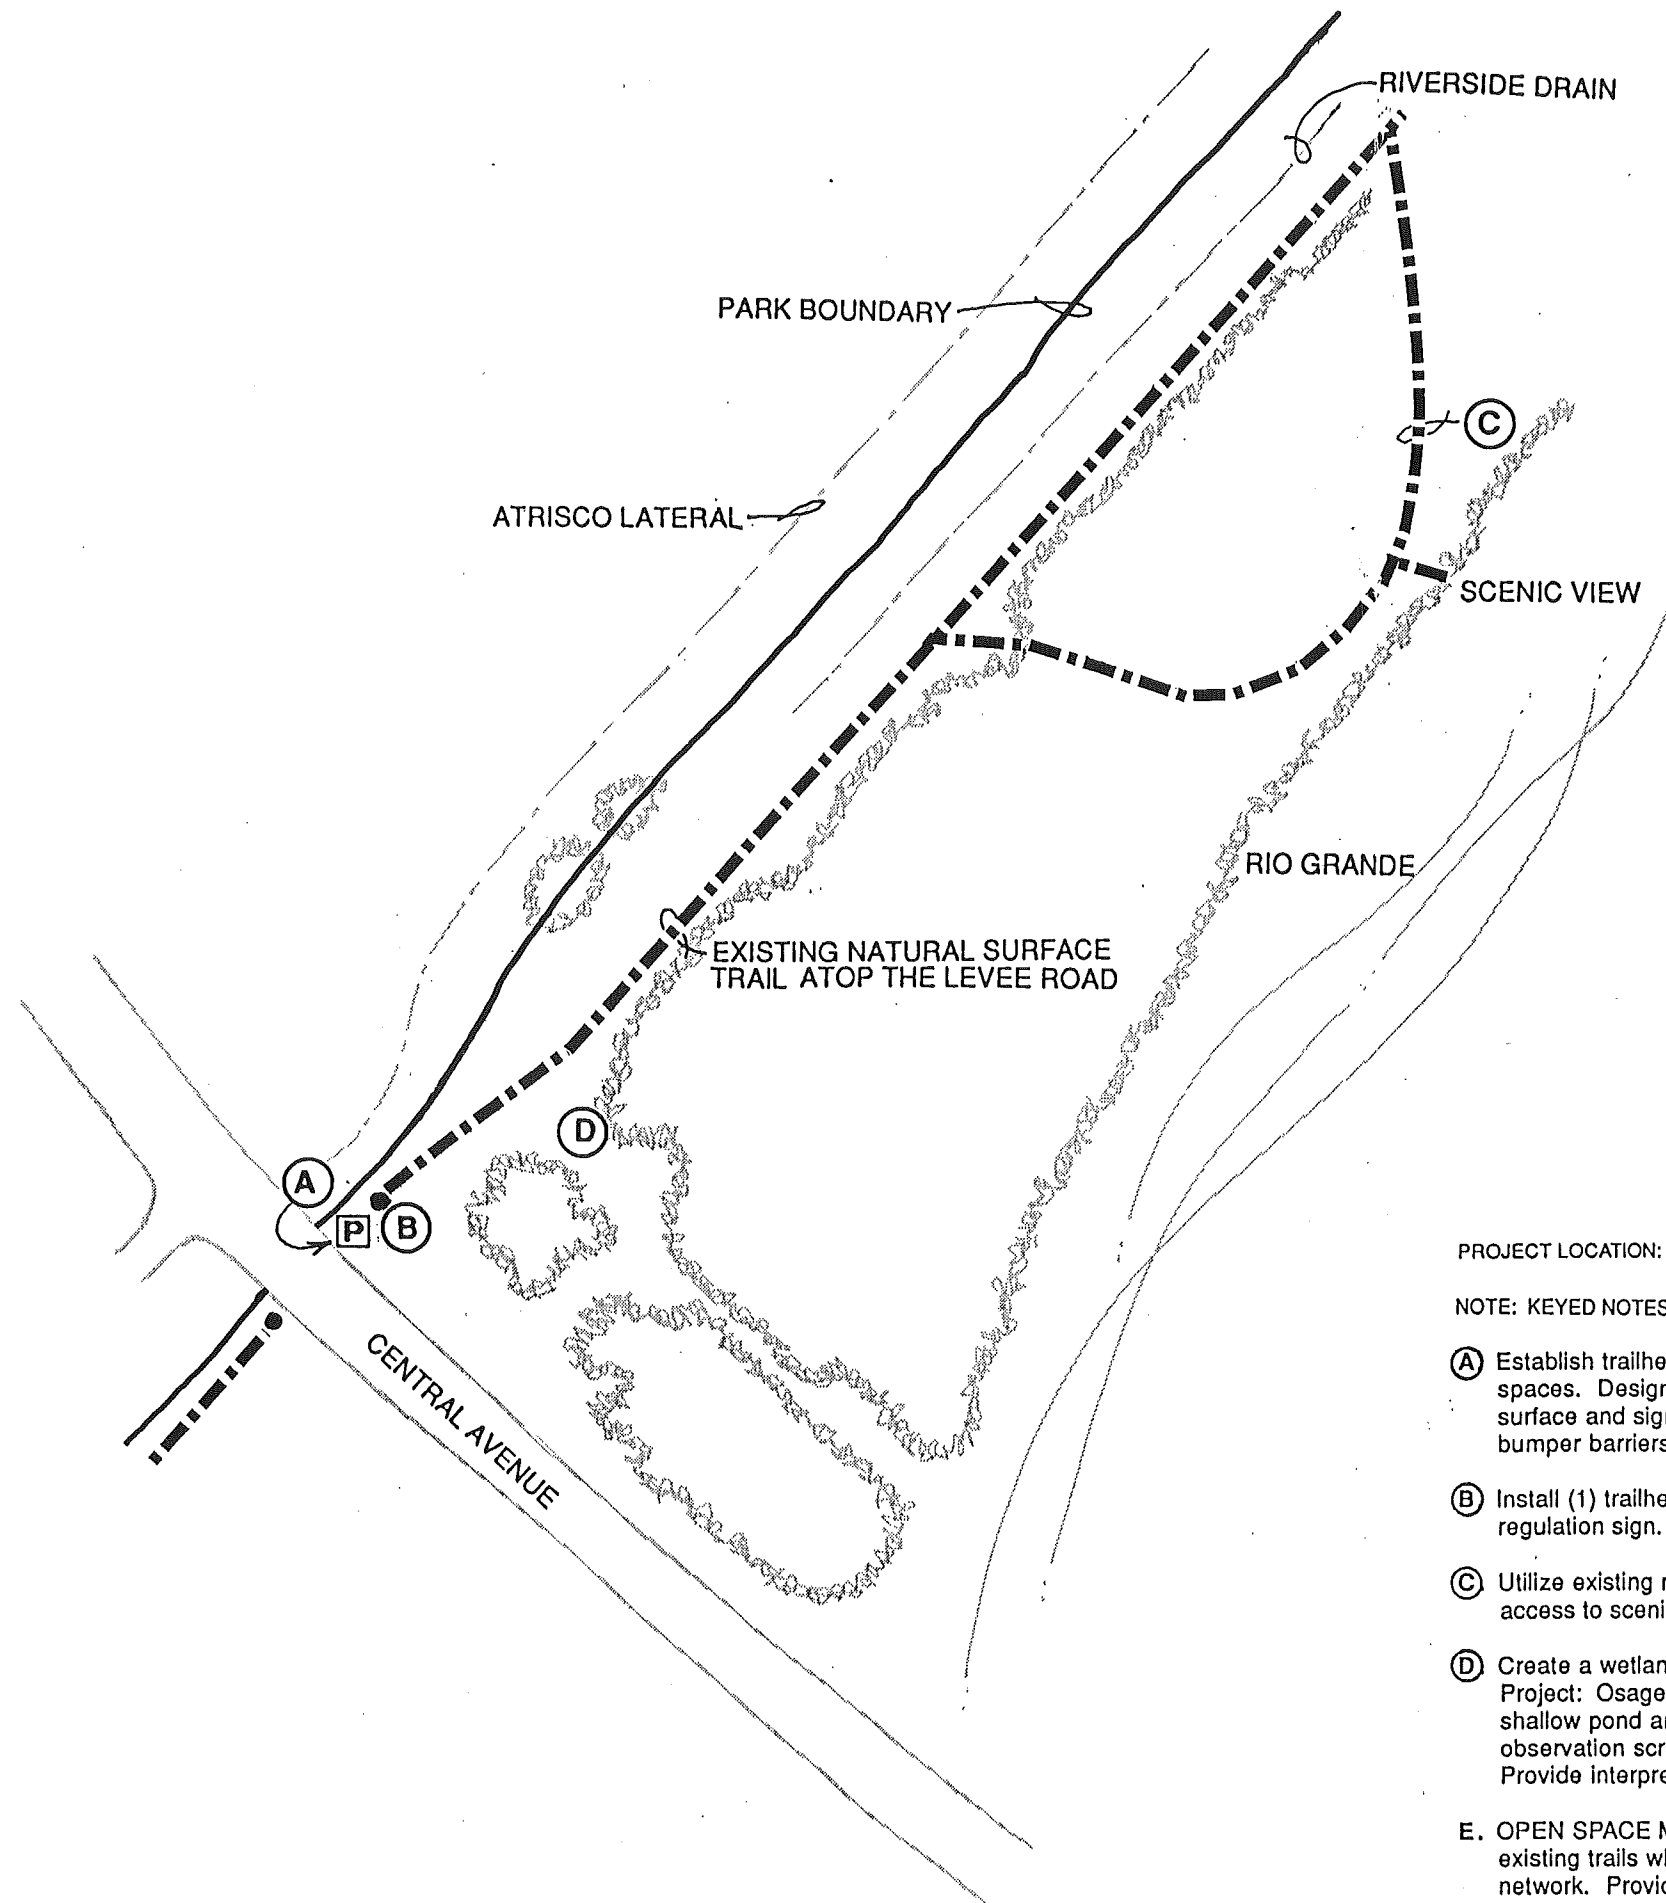 RIVERSIDE DRAIN
PARK BOUNDARY
ATRISCO LATERAL
C
SCENIC VIEW
RIO GRANDE
EXISTING NATURAL SURFACE
TRAIL ATOP THE LEVEE ROAD
D
A
P
B
CENTRAL AVENUE
PROJECT LOCATION:
NOTE: KEYED NOTES
A Establish trailhe
spaces. Design
surface and sig
bumper barriers
B Install (1) trailhe
regulation sign.
C Utilize existing
access to sceni
D Create a wetlan
Project: Osage
shallow pond a
observation scr
Provide interpre
E. OPEN SPACE
existing trails w
network. Provi